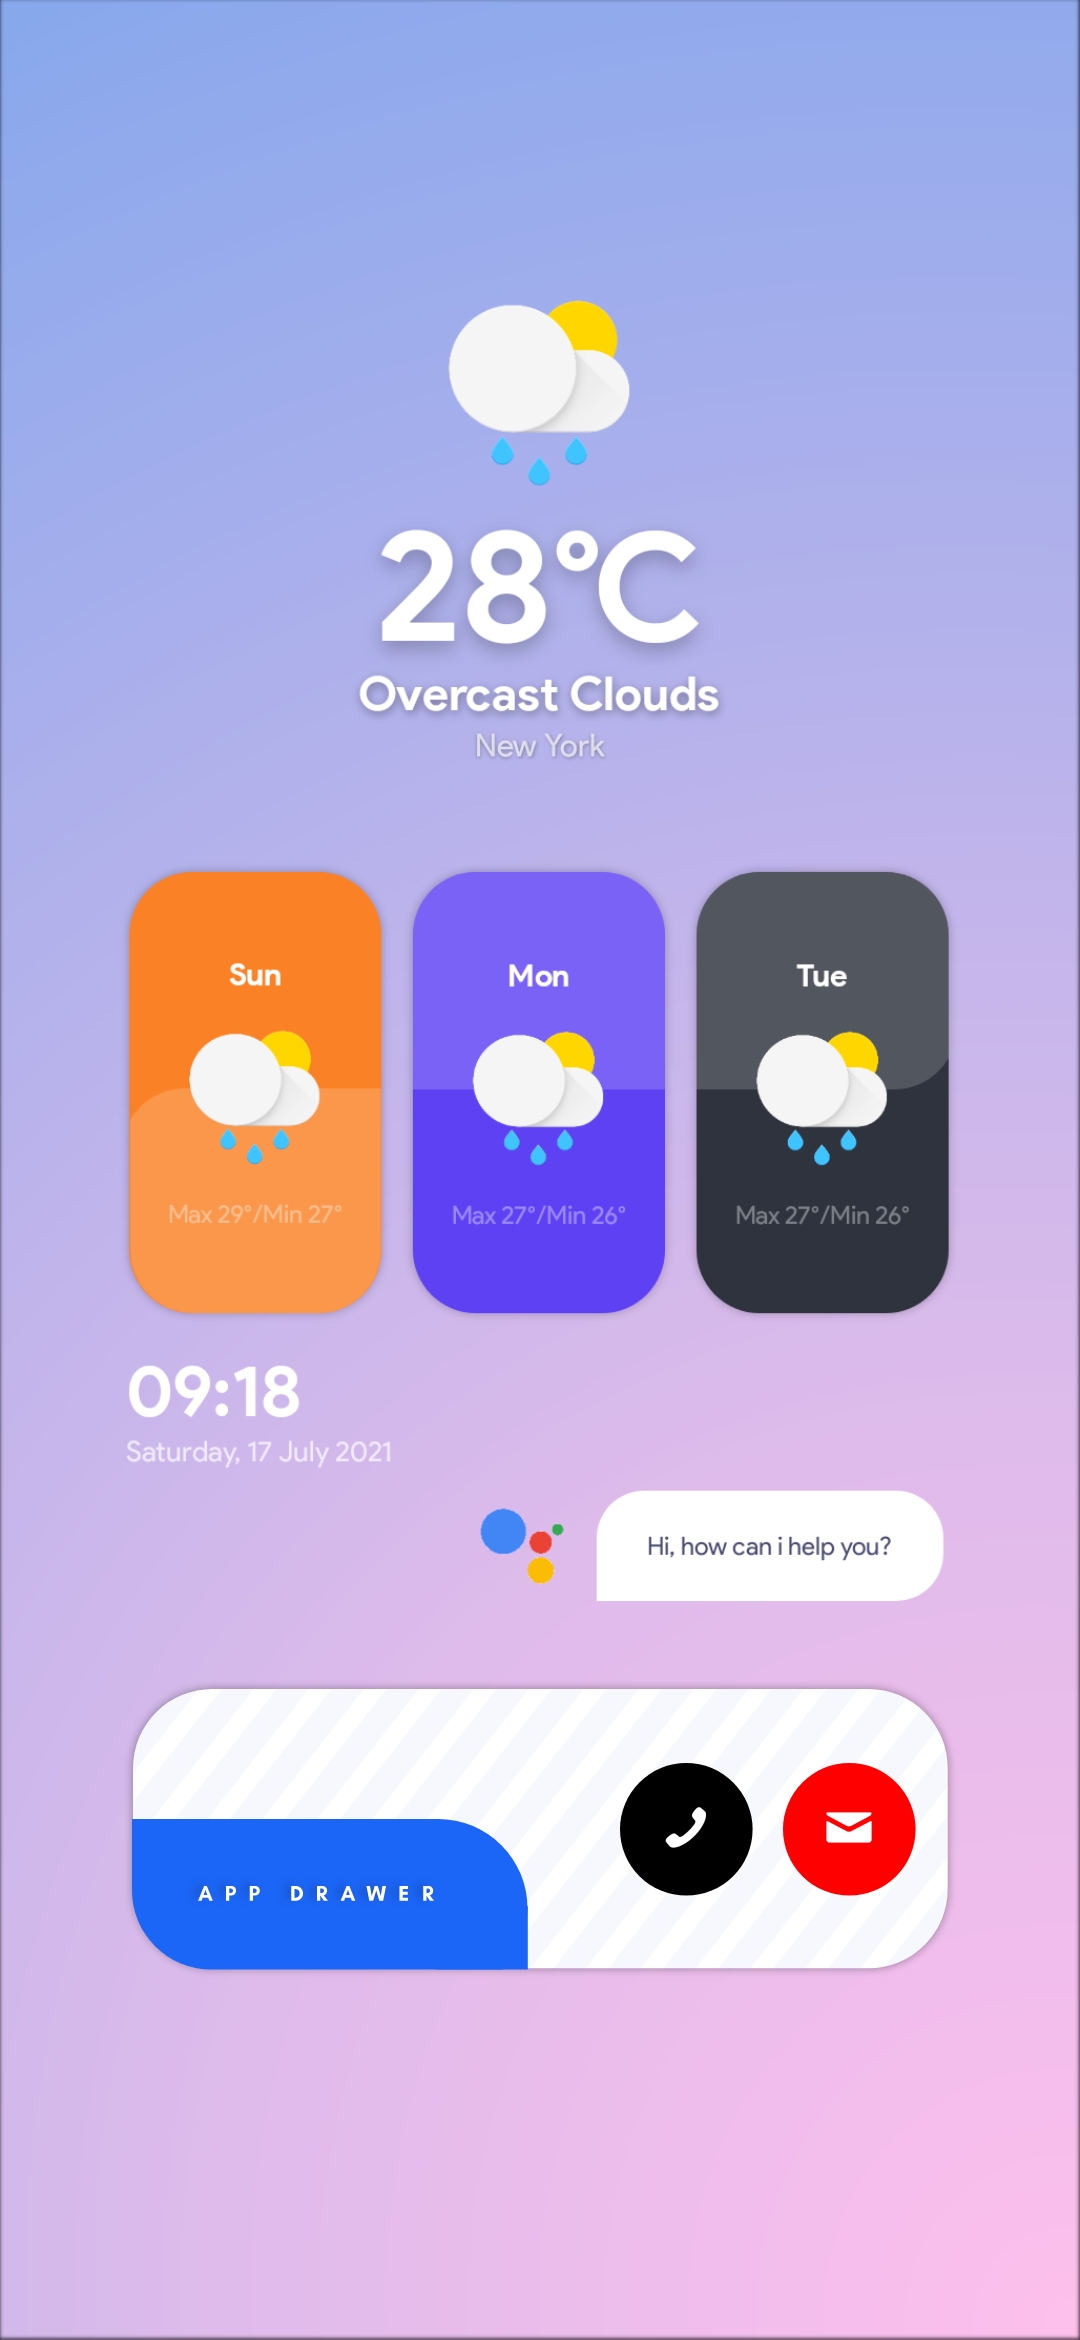 28°C
Overcast Clouds
New York
Sun
Mon
Tue
Max 29°/Min 27°
Max 27°/Min 26°
Max 27°/Min 26°
09:18
Saturday, 17 July 2021
Hi, how can i help you?
APP DRAWER